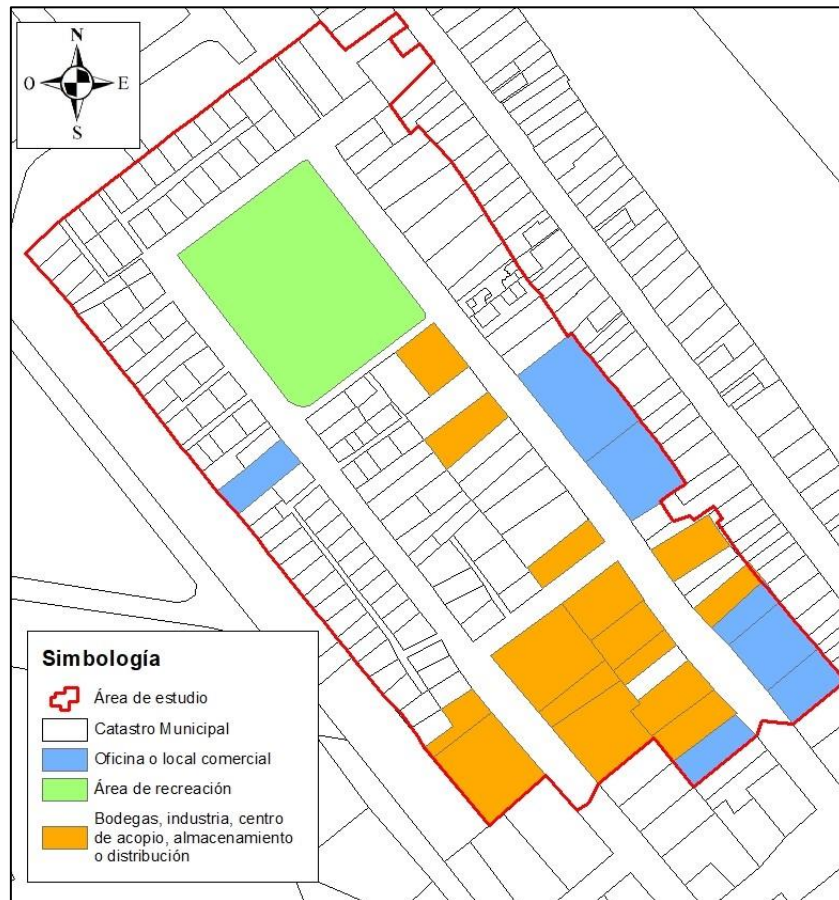 N
O
E
S
Simbología
Área de estudio
Catastro Municipal
Oficina o local comercial
Área de recreación
Bodegas, industria, centro
de acopio, almacenamiento
o distribución